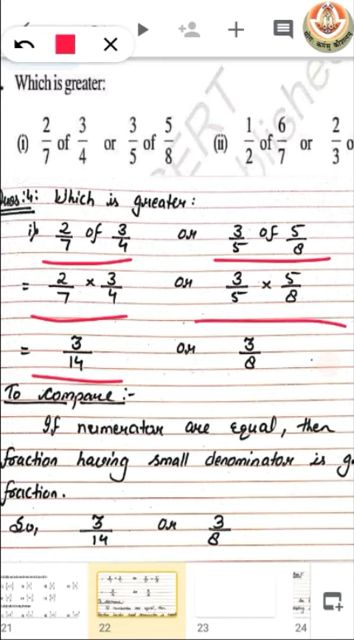 . Which is greater:
(i) 2/7 of 3/4 or 3/5 of 5/8 (ii) 1/2 of 6/7 or 2/3 o
Ques:4: Which is greater:
i) 2/7 of 3/4 or 3/5 of 5/8
= 2/7 × 3/4 or 3/5 × 5/8
= 3/14 or 3/8
To compare:-
If numerator are equal, then
fraction having small denominator is g
fraction.
So, 3/14 or 3/8
21 22 23 24